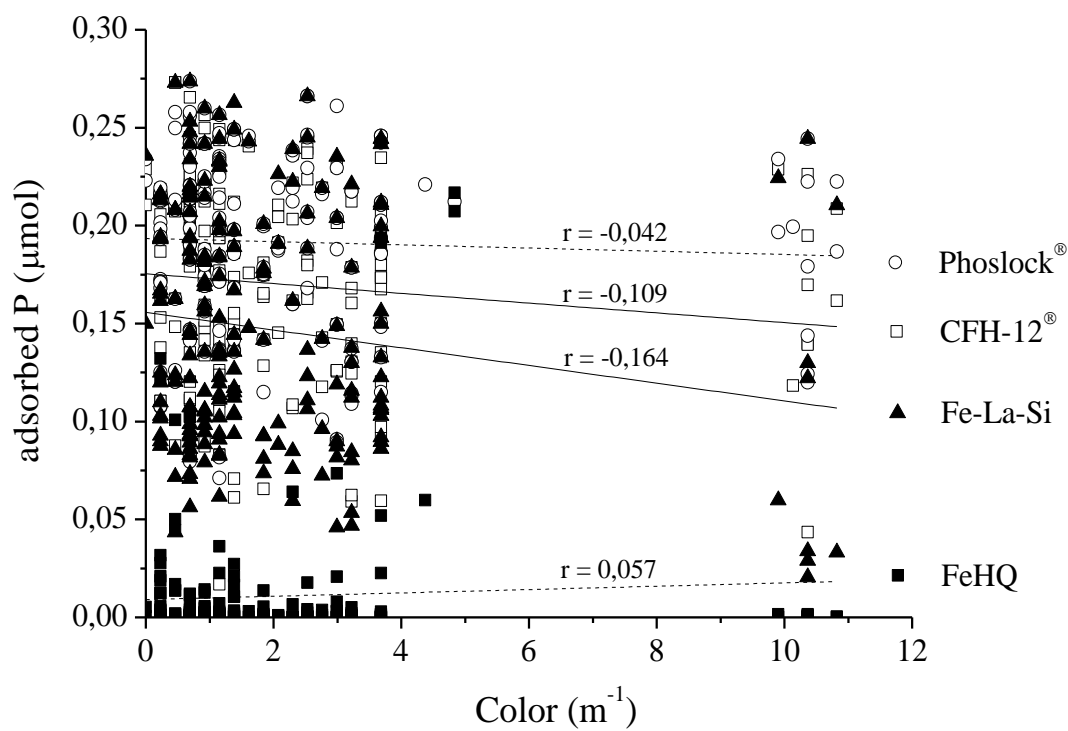 0,30
0,25
0,20
0,15
0,10
0,05
0,00
adsorbed P (µmol)
r = -0,042
r = -0,109
r = -0,164
r = 0,057
Phoslock®
CFH-12®
Fe-La-Si
FeHQ
0 2 4 6 8 10 12
Color (m⁻¹)